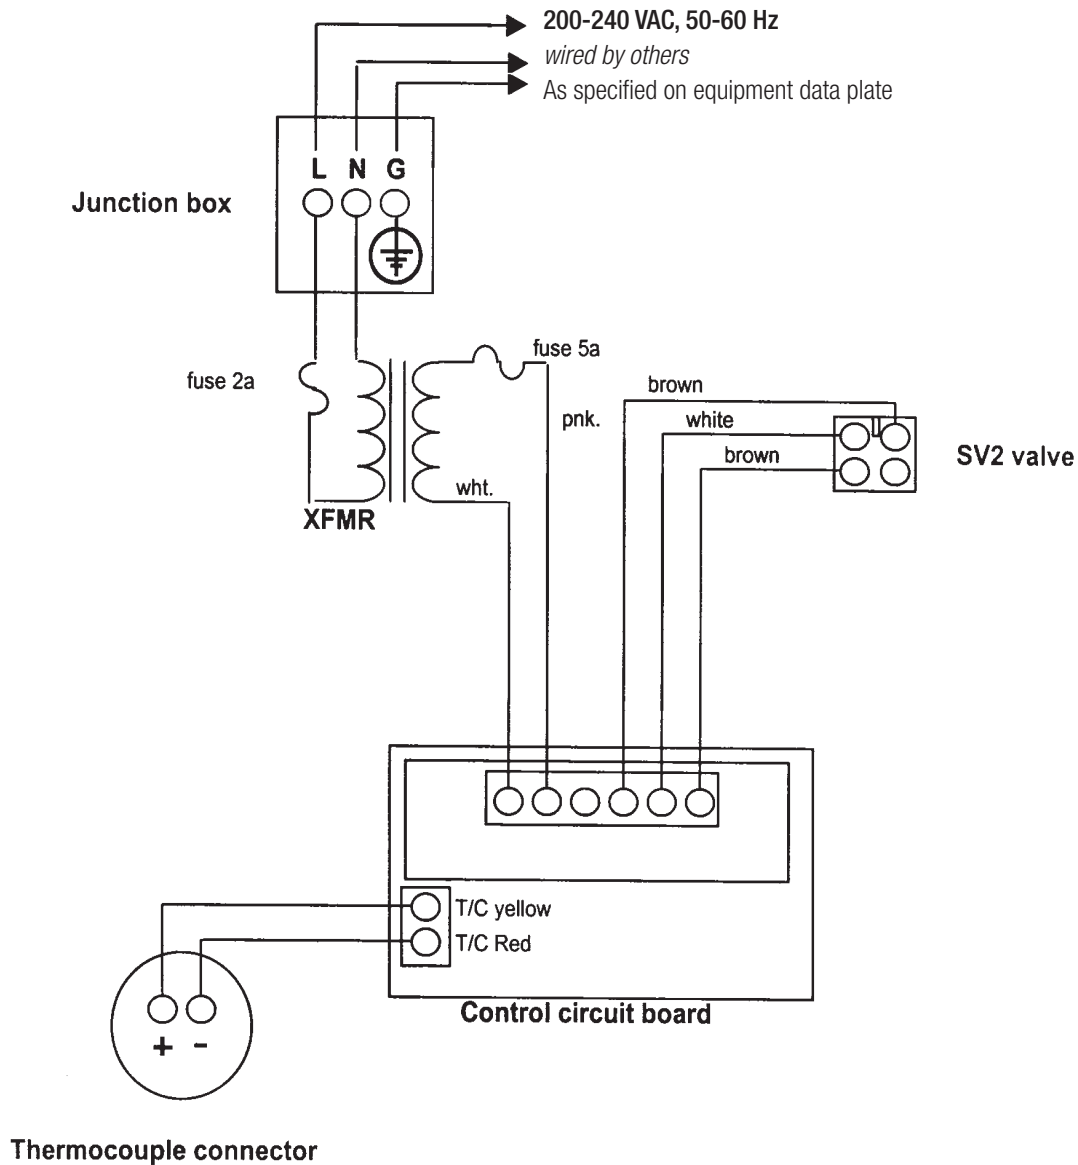 200-240 VAC, 50-60 Hz
wired by others
As specified on equipment data plate
L N G
Junction box
fuse 2a
fuse 5a
pnk.
wht.
XFMR
brown
white
brown
SV2 valve
T/C yellow
T/C Red
Control circuit board
+ -
Thermocouple connector